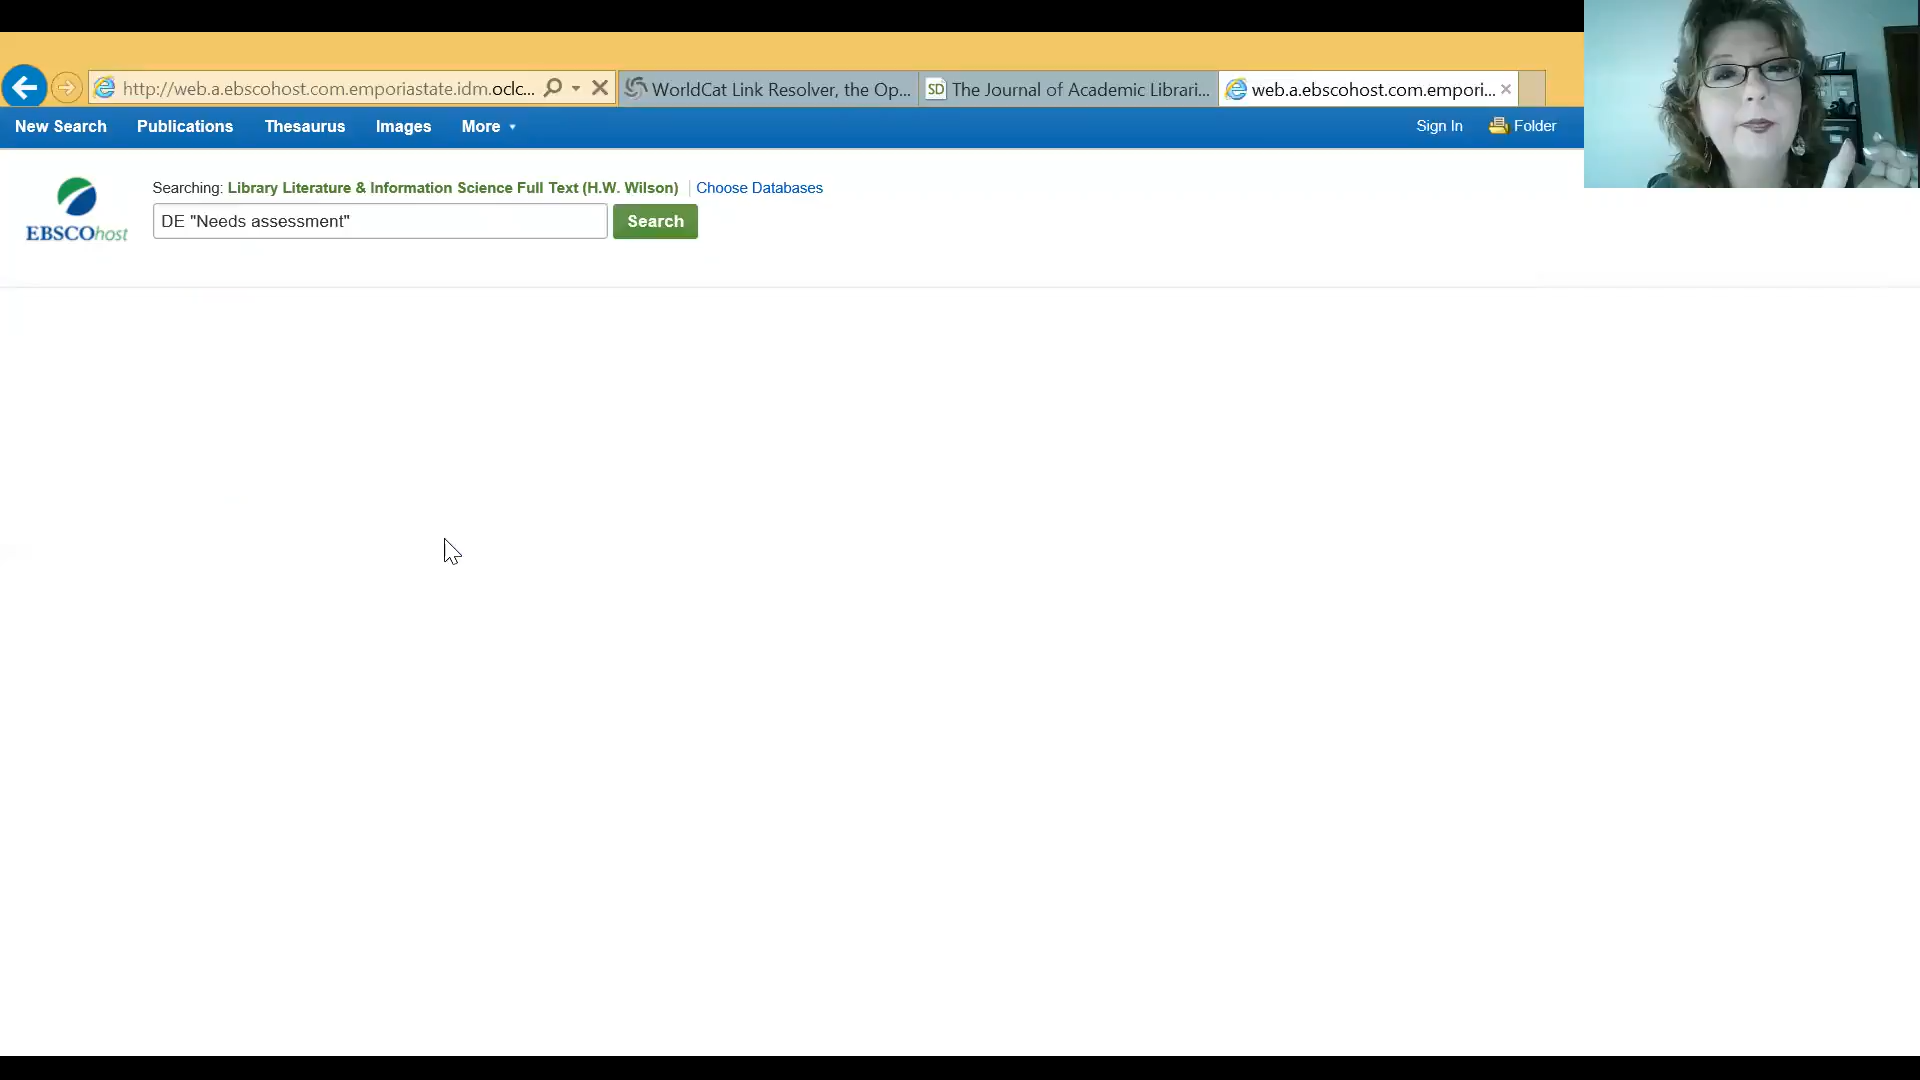 http://web.a.ebscohost.com.emporiastate.idm.oclc...
WorldCat Link Resolver, the Op...
SD The Journal of Academic Librari...
web.a.ebscohost.com.empori...
New Search Publications Thesaurus Images More Sign In Folder
Searching: Library Literature & Information Science Full Text (H.W. Wilson) Choose Databases
EBSCOhost
DE "Needs assessment" Search